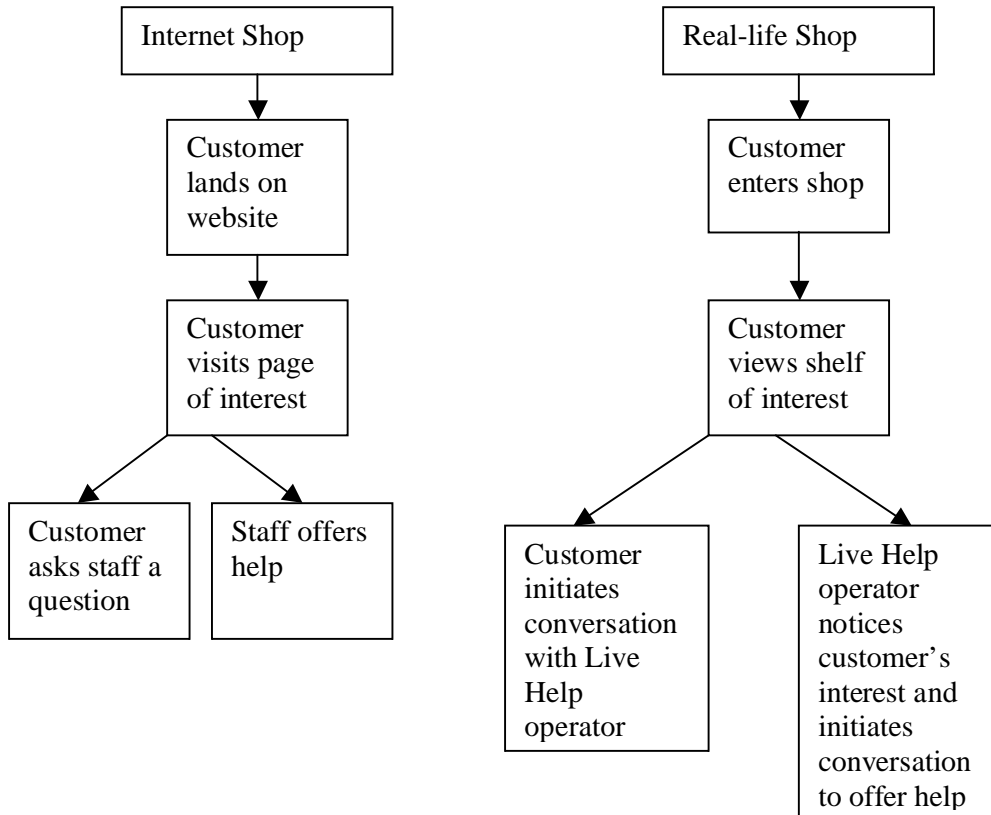 Internet Shop
Customer
lands on
website
Customer
visits page
of interest
Customer
asks staff a
question
Staff offers
help
Real-life Shop
Customer
enters shop
Customer
views shelf
of interest
Customer
initiates
conversation
with Live
Help
operator
Live Help
operator
notices
customer’s
interest and
initiates
conversation
to offer help